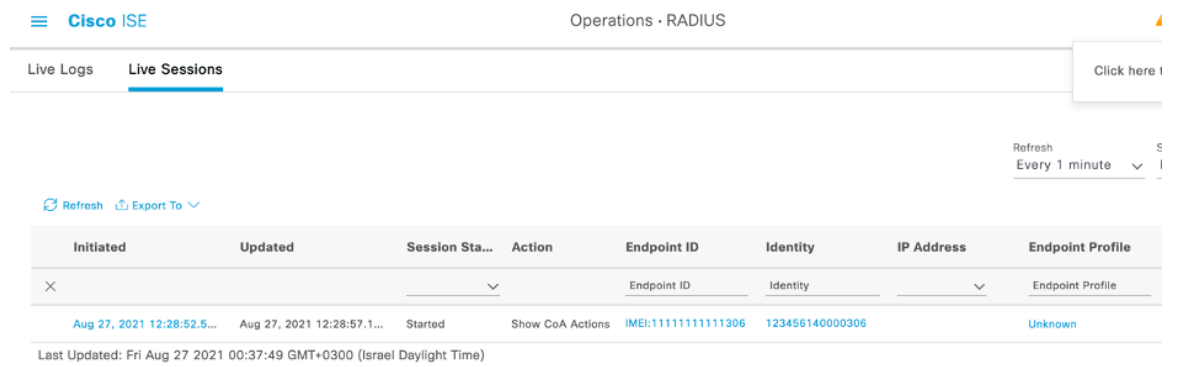 Cisco ISE
Operations · RADIUS
Live Logs Live Sessions
Click here
Refresh
Every 1 minute
Refresh Export To
Initiated Updated Session Sta... Action Endpoint ID Identity IP Address Endpoint Profile
Endpoint ID Identity Endpoint Profile
Aug 27, 2021 12:28:52.5... Aug 27, 2021 12:28:57.1... Started Show CoA Actions IMEI:11111111111306 123456140000306 Unknown
Last Updated: Fri Aug 27 2021 00:37:49 GMT+0300 (Israel Daylight Time)